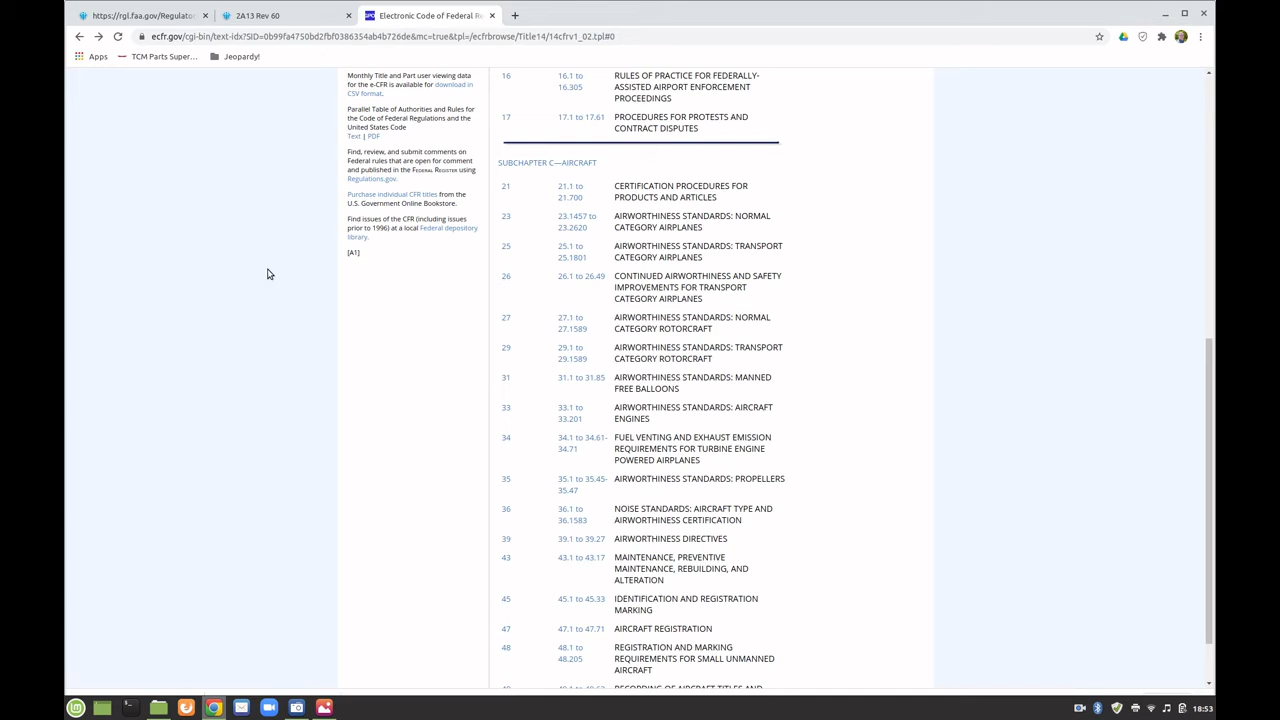 https://rgl.faa.gov/Regulator
2A13 Rev 60
Electronic Code of Federal Re
ecfr.gov/cgi-bin/text-idx?SID=0b99fa4750bd2fbf0386354ab4b726de&mc=true&tpl=/ecfrbrowse/Title14/14cfrv1_02.tpl#0
Apps
TCM Parts Super...
Jeopardy!
Monthly Title and Part user viewing data
for the e-CFR is available for download in
CSV format.
Parallel Table of Authorities and Rules for
the Code of Federal Regulations and the
United States Code
Text | PDF
Find, review, and submit comments on
Federal rules that are open for comment
and published in the Federal Register using
Regulations.gov.
Purchase individual CFR titles from the
U.S. Government Online Bookstore.
Find issues of the CFR (including issues
prior to 1996) at a local Federal depository
library.
[A1]
16 16.1 to RULES OF PRACTICE FOR FEDERALLY-
16.305 ASSISTED AIRPORT ENFORCEMENT
PROCEEDINGS
17 17.1 to 17.61 PROCEDURES FOR PROTESTS AND
CONTRACT DISPUTES
SUBCHAPTER C—AIRCRAFT
21 21.1 to CERTIFICATION PROCEDURES FOR
21.700 PRODUCTS AND ARTICLES
23 23.1457 to AIRWORTHINESS STANDARDS: NORMAL
23.2620 CATEGORY AIRPLANES
25 25.1 to AIRWORTHINESS STANDARDS: TRANSPORT
25.1801 CATEGORY AIRPLANES
26 26.1 to 26.49 CONTINUED AIRWORTHINESS AND SAFETY
IMPROVEMENTS FOR TRANSPORT
CATEGORY AIRPLANES
27 27.1 to AIRWORTHINESS STANDARDS: NORMAL
27.1589 CATEGORY ROTORCRAFT
29 29.1 to AIRWORTHINESS STANDARDS: TRANSPORT
29.1589 CATEGORY ROTORCRAFT
31 31.1 to 31.85 AIRWORTHINESS STANDARDS: MANNED
FREE BALLOONS
33 33.1 to AIRWORTHINESS STANDARDS: AIRCRAFT
33.201 ENGINES
34 34.1 to 34.61- FUEL VENTING AND EXHAUST EMISSION
34.71 REQUIREMENTS FOR TURBINE ENGINE
POWERED AIRPLANES
35 35.1 to 35.45- AIRWORTHINESS STANDARDS: PROPELLERS
35.47
36 36.1 to NOISE STANDARDS: AIRCRAFT TYPE AND
36.1583 AIRWORTHINESS CERTIFICATION
39 39.1 to 39.27 AIRWORTHINESS DIRECTIVES
43 43.1 to 43.17 MAINTENANCE, PREVENTIVE
MAINTENANCE, REBUILDING, AND
ALTERATION
45 45.1 to 45.33 IDENTIFICATION AND REGISTRATION
MARKING
47 47.1 to 47.71 AIRCRAFT REGISTRATION
48 48.1 to REGISTRATION AND MARKING
48.205 REQUIREMENTS FOR SMALL UNMANNED
AIRCRAFT
RECORDING OF AIRCRAFT TITLES AND
18:53